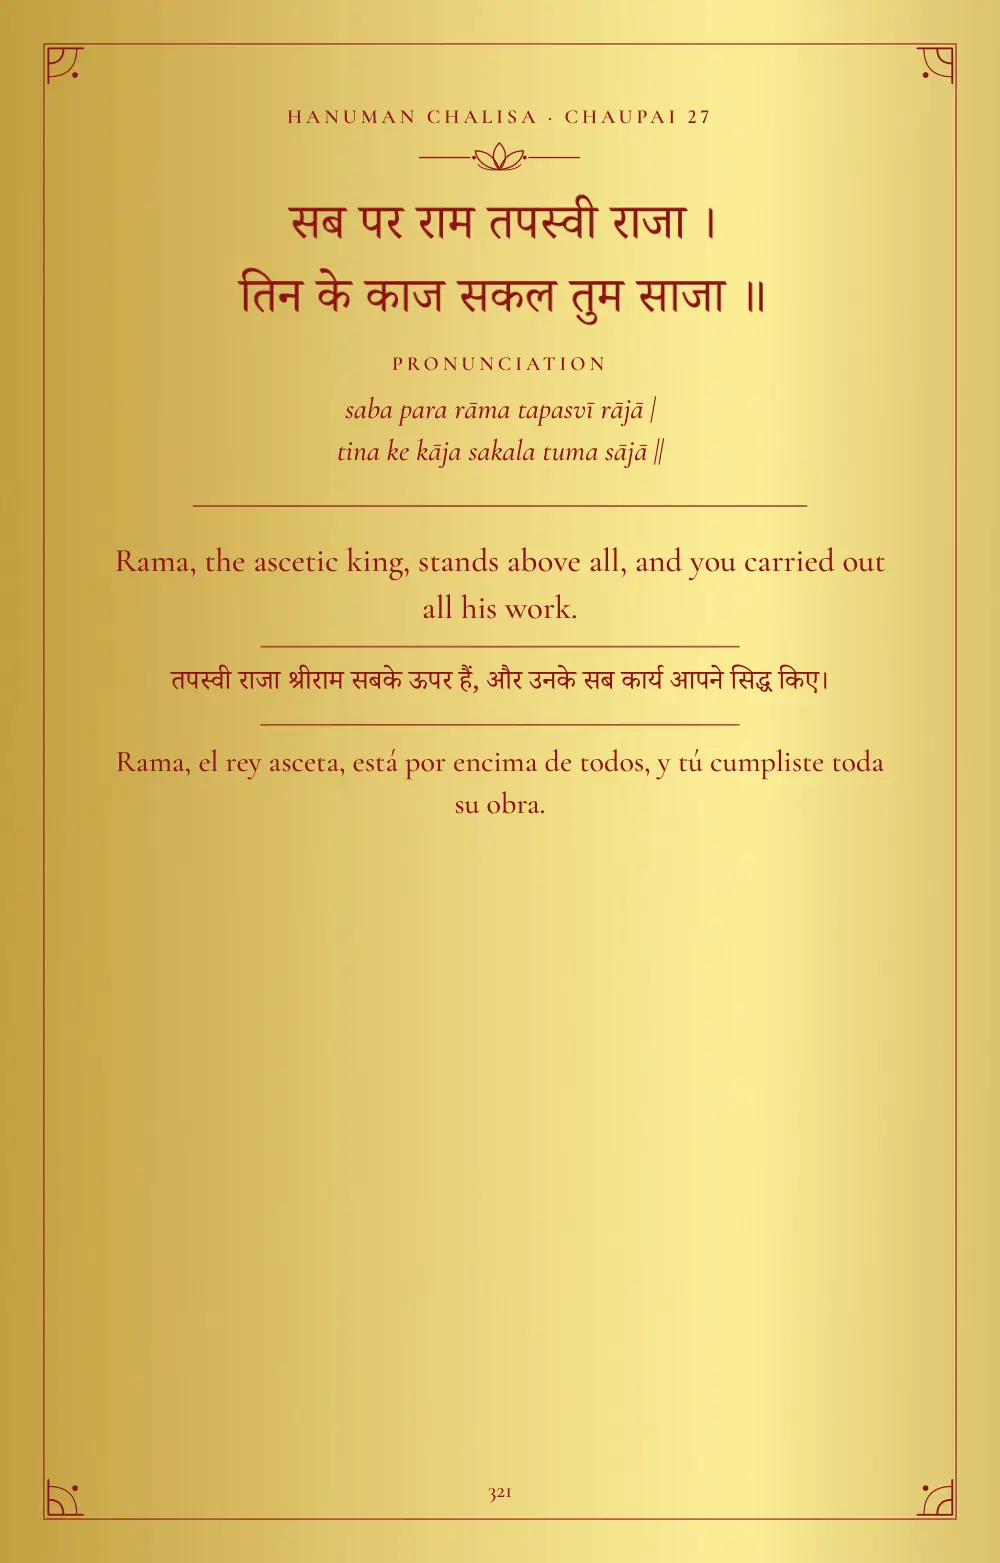 HANUMAN CHALISA · CHAUPAI 27
सब पर राम तपस्वी राजा ।
तिन के काज सकल तुम साजा ॥
PRONUNCIATION
saba para rāma tapasvī rājā |
tina ke kāja sakala tuma sājā ||
Rama, the ascetic king, stands above all, and you carried out
all his work.
तपस्वी राजा श्रीराम सबके ऊपर हैं, और उनके सब कार्य आपने सिद्ध किए।
Rama, el rey asceta, está por encima de todos, y tú cumpliste toda
su obra.
321